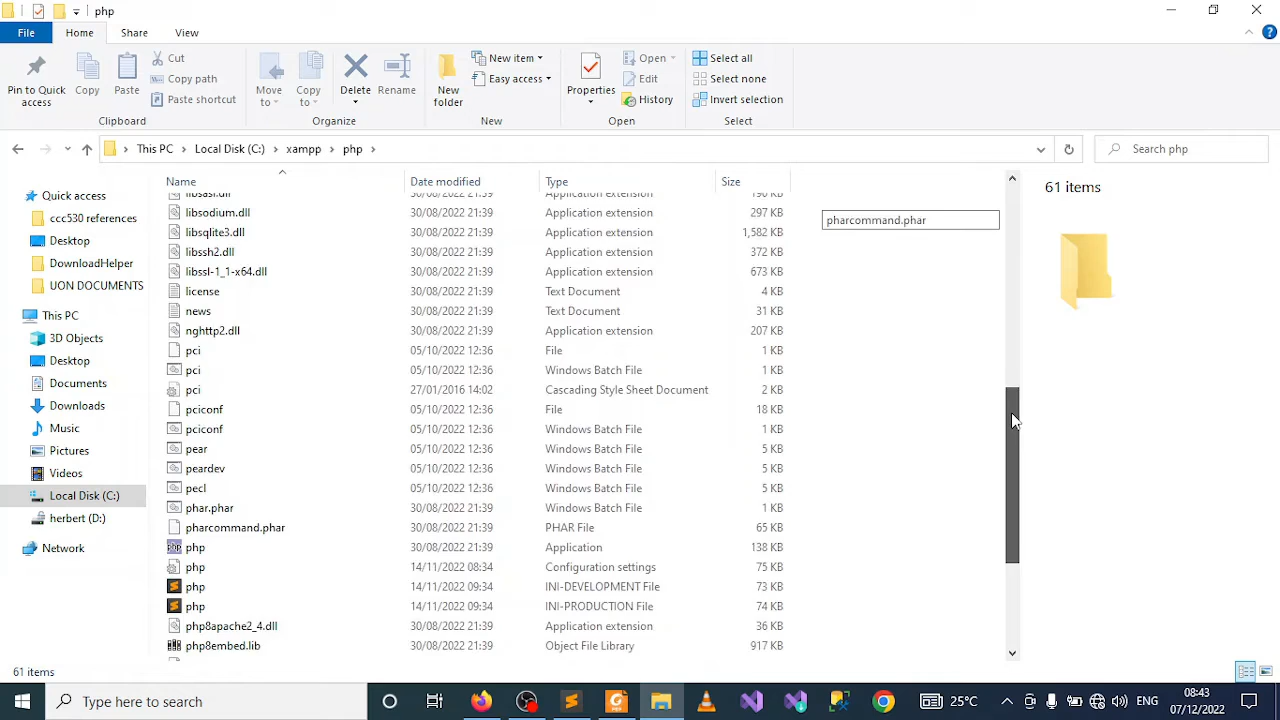 php
File Home Share View
Pin to Quick access
Copy
Paste
Cut
Copy path
Paste shortcut
Clipboard
Move to
Copy to
Delete
Rename
Organize
New folder
New item
Easy access
New
Properties
Open
Edit
History
Open
Select all
Select none
Invert selection
Select
This PC Local Disk (C:) xampp php
Search php
Name Date modified Type Size
libsasl.dll 30/08/2022 21:39 Application extension 190 KB
libsodium.dll 30/08/2022 21:39 Application extension 297 KB
libsqlite3.dll 30/08/2022 21:39 Application extension 1,582 KB
libssh2.dll 30/08/2022 21:39 Application extension 372 KB
libssl-1_1-x64.dll 30/08/2022 21:39 Application extension 673 KB
license 30/08/2022 21:39 Text Document 4 KB
news 30/08/2022 21:39 Text Document 31 KB
nghttp2.dll 30/08/2022 21:39 Application extension 207 KB
pci 05/10/2022 12:36 File 1 KB
pci 05/10/2022 12:36 Windows Batch File 1 KB
pci 27/01/2016 14:02 Cascading Style Sheet Document 2 KB
pciconf 05/10/2022 12:36 File 18 KB
pciconf 05/10/2022 12:36 Windows Batch File 1 KB
pear 05/10/2022 12:36 Windows Batch File 5 KB
peardev 05/10/2022 12:36 Windows Batch File 5 KB
pecl 05/10/2022 12:36 Windows Batch File 5 KB
phar.phar 30/08/2022 21:39 Windows Batch File 1 KB
pharcommand.phar 30/08/2022 21:39 PHAR File 65 KB
php 30/08/2022 21:39 Application 138 KB
php 14/11/2022 08:34 Configuration settings 75 KB
php 14/11/2022 09:34 INI-DEVELOPMENT File 73 KB
php 14/11/2022 09:34 INI-PRODUCTION File 74 KB
php8apache2_4.dll 30/08/2022 21:39 Application extension 36 KB
php8embed.lib 30/08/2022 21:39 Object File Library 917 KB
pharcommand.phar
61 items
Quick access
ccc530 references
Desktop
DownloadHelper
UON DOCUMENTS
This PC
3D Objects
Desktop
Documents
Downloads
Music
Pictures
Videos
Local Disk (C:)
herbert (D:)
Network
61 items
Type here to search
25°C
ENG
08:43
07/12/2022